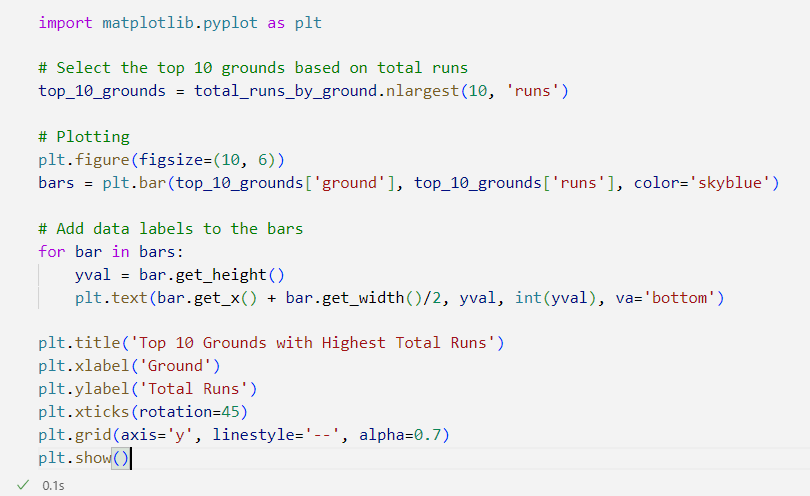 import matplotlib.pyplot as plt
# Select the top 10 grounds based on total runs
top_10_grounds = total_runs_by_ground.nlargest(10, 'runs')
# Plotting
plt.figure(figsize=(10, 6))
bars = plt.bar(top_10_grounds['ground'], top_10_grounds['runs'], color='skyblue')
# Add data labels to the bars
for bar in bars:
    yval = bar.get_height()
    plt.text(bar.get_x() + bar.get_width()/2, yval, int(yval), va='bottom')
plt.title('Top 10 Grounds with Highest Total Runs')
plt.xlabel('Ground')
plt.ylabel('Total Runs')
plt.xticks(rotation=45)
plt.grid(axis='y', linestyle='--', alpha=0.7)
plt.show()
0.1s